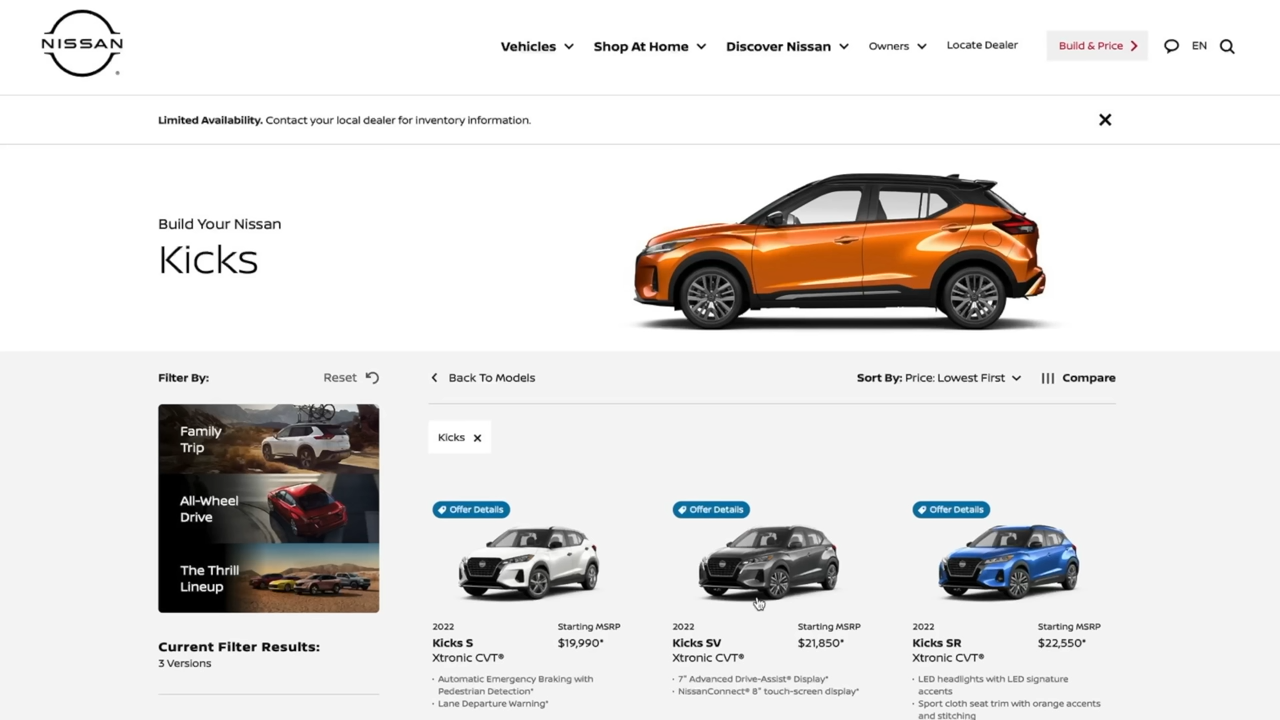 NISSAN
Vehicles
Shop At Home
Discover Nissan
Owners
Locate Dealer
Build & Price
EN
Limited Availability. Contact your local dealer for inventory information.
Build Your Nissan
Kicks
Filter By:
Reset
Back To Models
Sort By: Price: Lowest First
Compare
Family
Trip
All-Wheel
Drive
The Thrill
Lineup
Current Filter Results:
3 Versions
Kicks
Offer Details
2022
Starting MSRP
Kicks S
$19,990*
Xtronic CVT®
· Automatic Emergency Braking with
Pedestrian Detection*
· Lane Departure Warning*
Offer Details
2022
Starting MSRP
Kicks SV
$21,850*
Xtronic CVT®
· 7" Advanced Drive-Assist® Display*
· NissanConnect® 8" touch-screen display*
Offer Details
2022
Starting MSRP
Kicks SR
$22,550*
Xtronic CVT®
· LED headlights with LED signature
accents
· Sport cloth seat trim with orange accents
and stitching